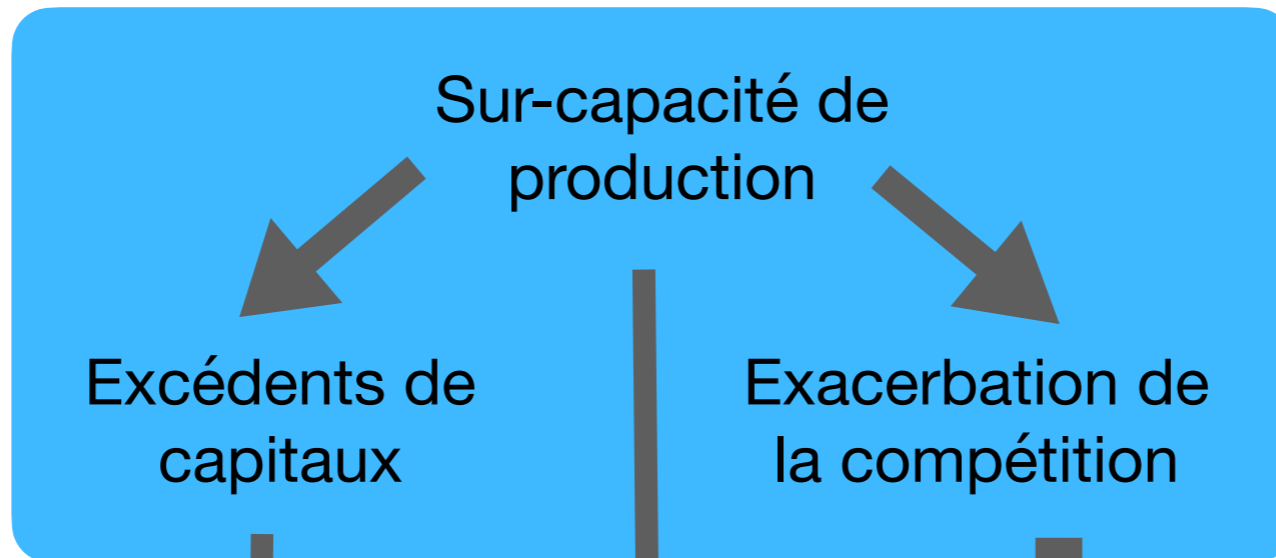 Sur-capacité de
production
Excédents de
capitaux
Exacerbation de
la compétition